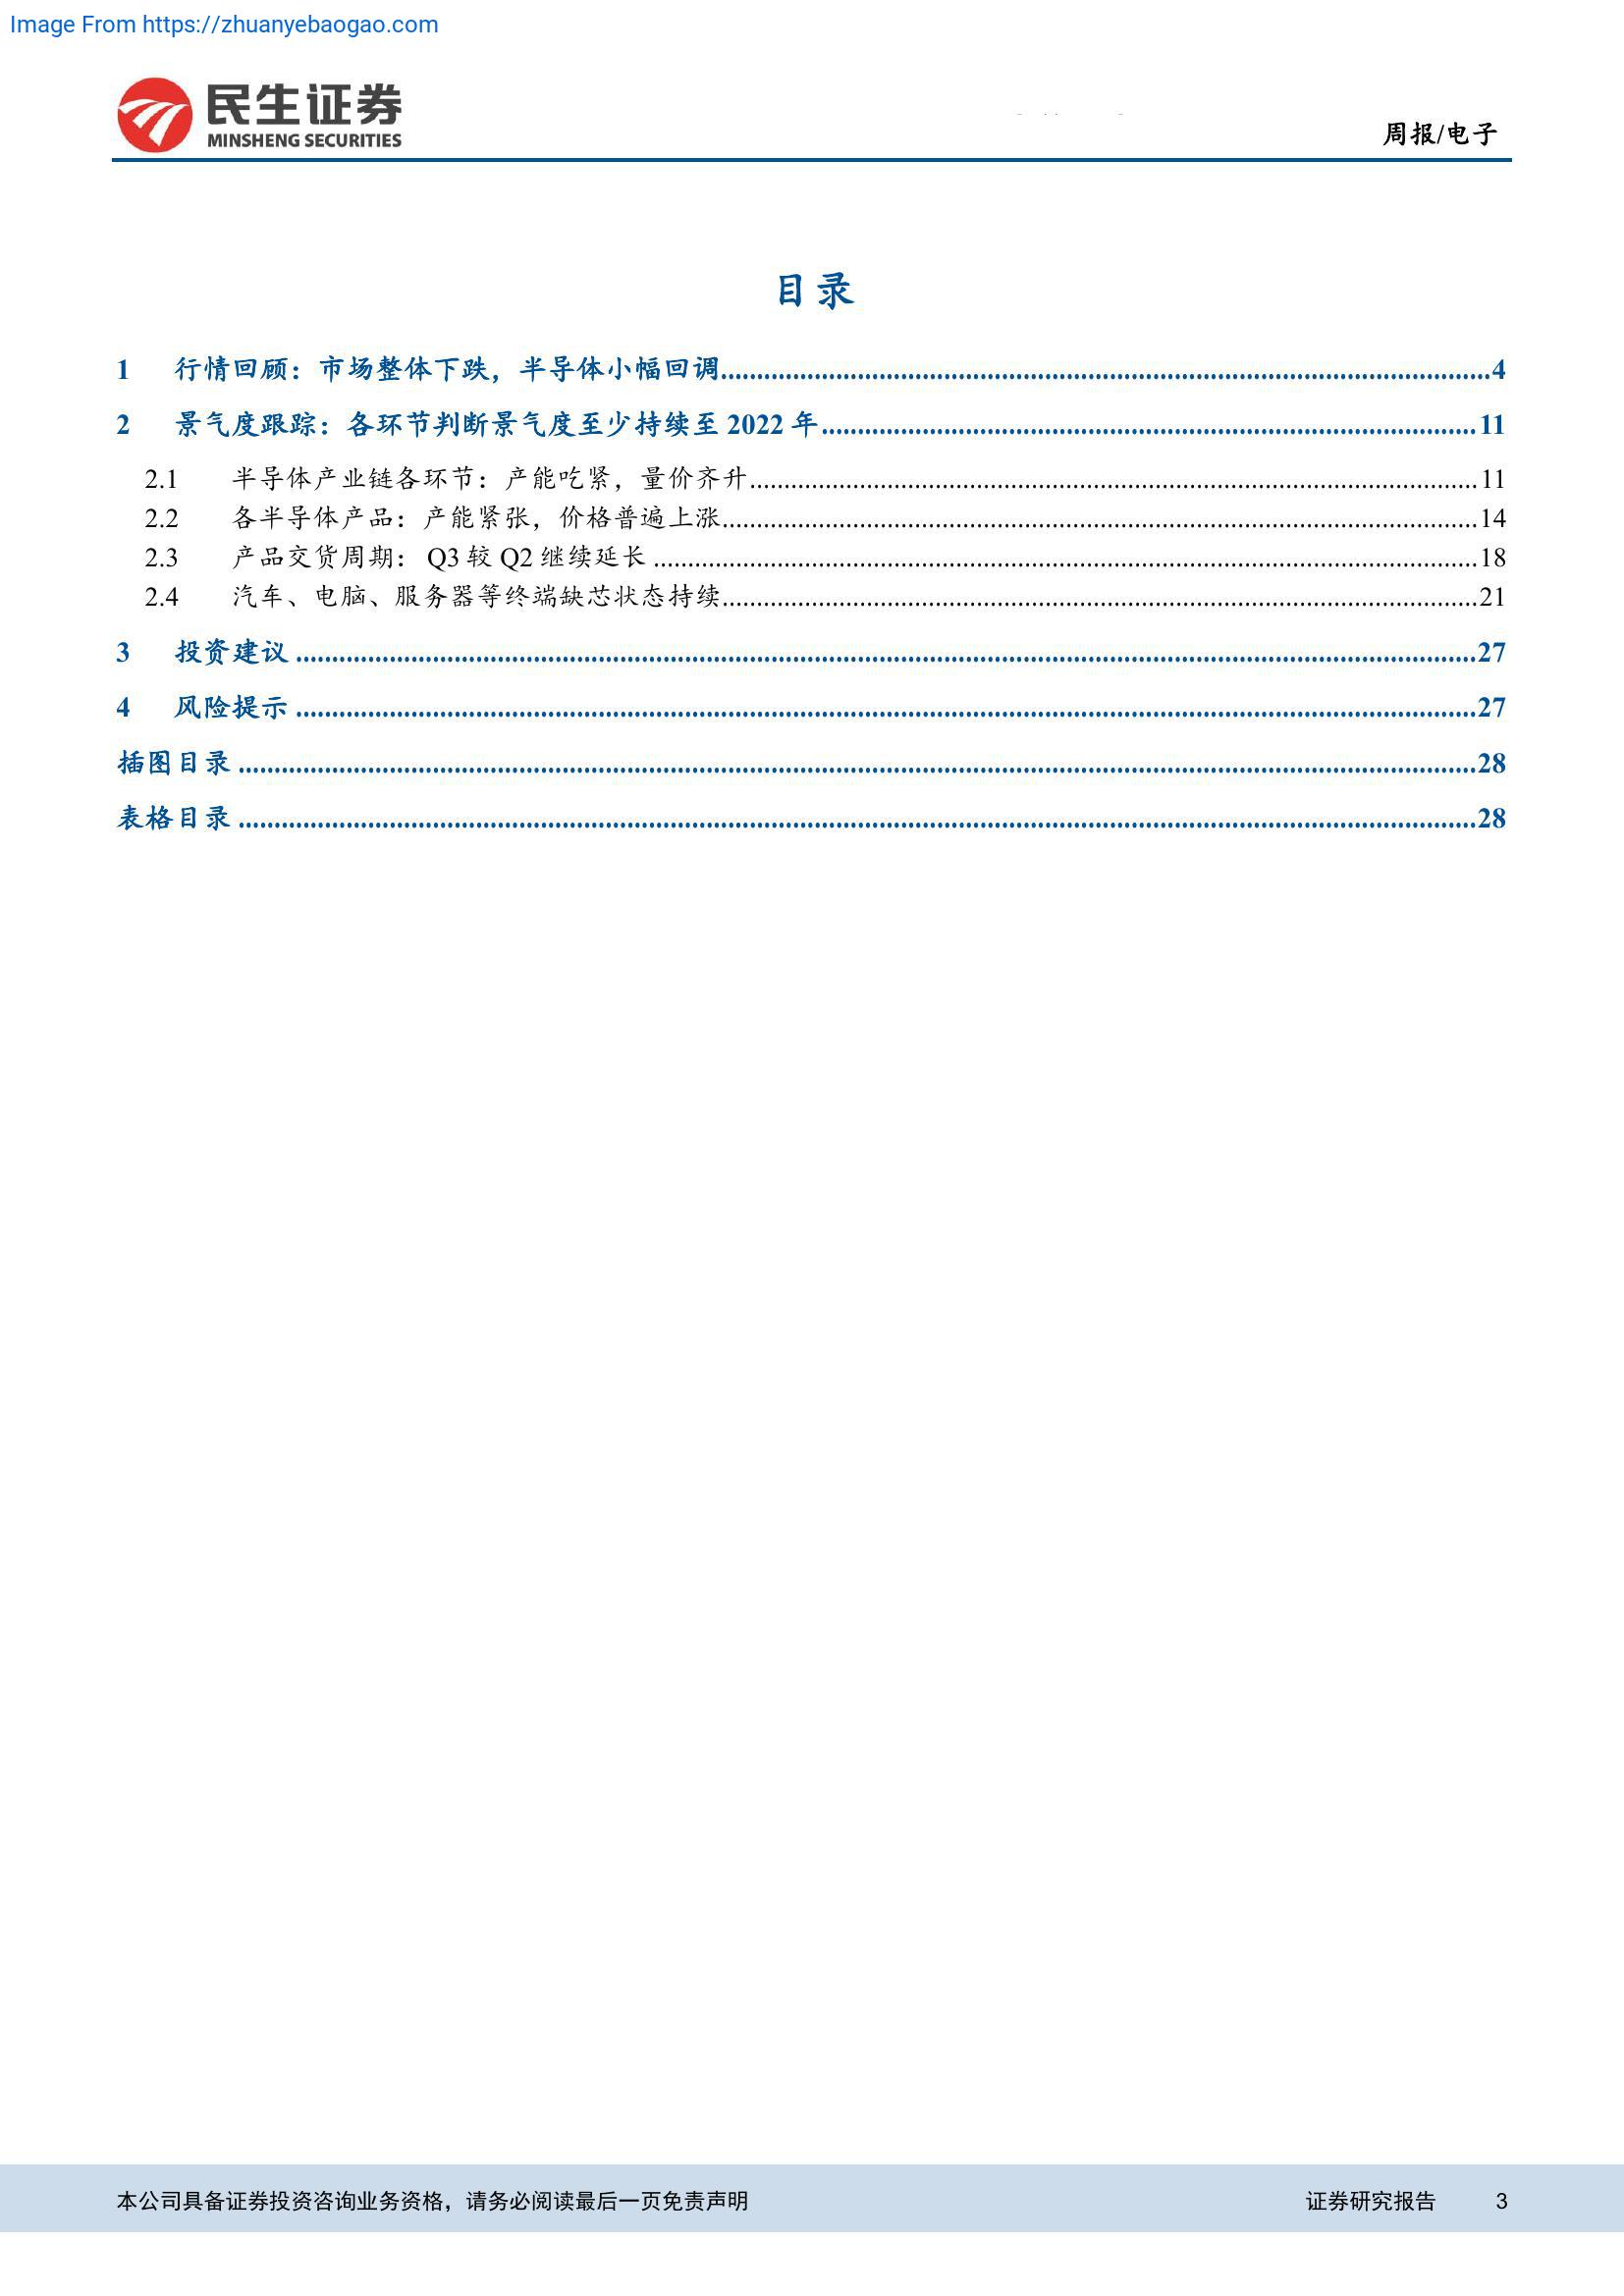 Image From https://zhuanyebaogao.com
民生证券
MINSHENG SECURITIES
周报/电子
目录
1 行情回顾：市场整体下跌，半导体小幅回调 4
2 景气度跟踪：各环节判断景气度至少持续至 2022 年 11
2.1 半导体产业链各环节：产能吃紧，量价齐升 11
2.2 各半导体产品：产能紧张，价格普遍上涨 14
2.3 产品交货周期： Q3 较 Q2 继续延长 18
2.4 汽车、电脑、服务器等终端缺芯状态持续 21
3 投资建议 27
4 风险提示 27
插图目录 28
表格目录 28
本公司具备证券投资咨询业务资格，请务必阅读最后一页免责声明 证券研究报告 3